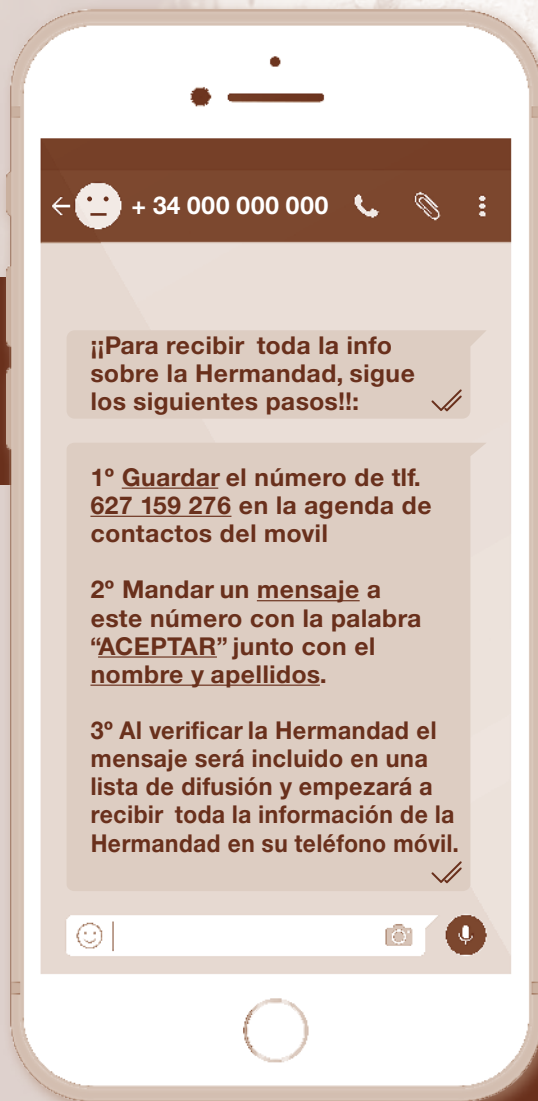 + 34 000 000 000
¡¡Para recibir toda la info
sobre la Hermandad, sigue
los siguientes pasos!!:
1º Guardar el número de tlf.
627 159 276 en la agenda de
contactos del movil
2º Mandar un mensaje a
este número con la palabra
“ACEPTAR” junto con el
nombre y apellidos.
3º Al verificar la Hermandad el
mensaje será incluido en una
lista de difusión y empezará a
recibir toda la información de la
Hermandad en su teléfono móvil.